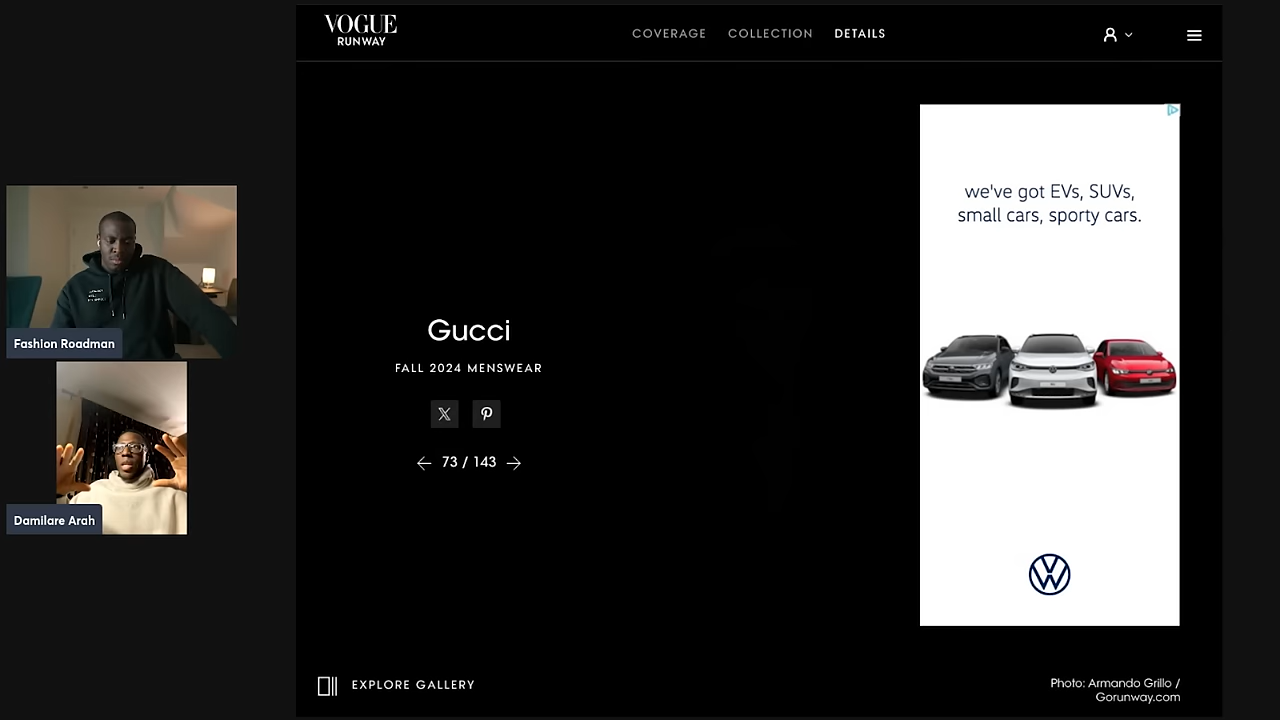 VOGUE
RUNWAY
COVERAGE COLLECTION DETAILS
we've got EVs, SUVs,
small cars, sporty cars.
Gucci
FALL 2024 MENSWEAR
73 / 143
Fashion Roadman
Damilare Arah
EXPLORE GALLERY
Photo: Armando Grillo /
Gorunway.com